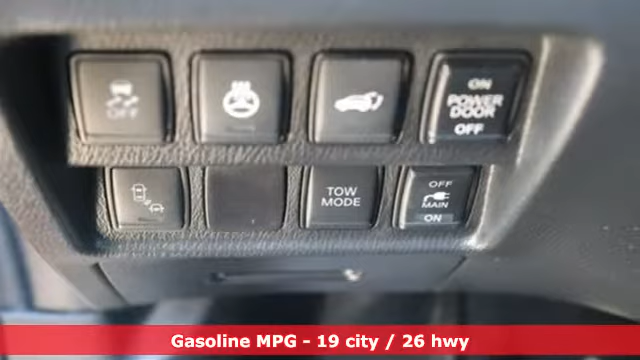 OFF
ON
POWER
DOOR
OFF
TOW
MODE
OFF
MAIN
ON
Gasoline MPG - 19 city / 26 hwy